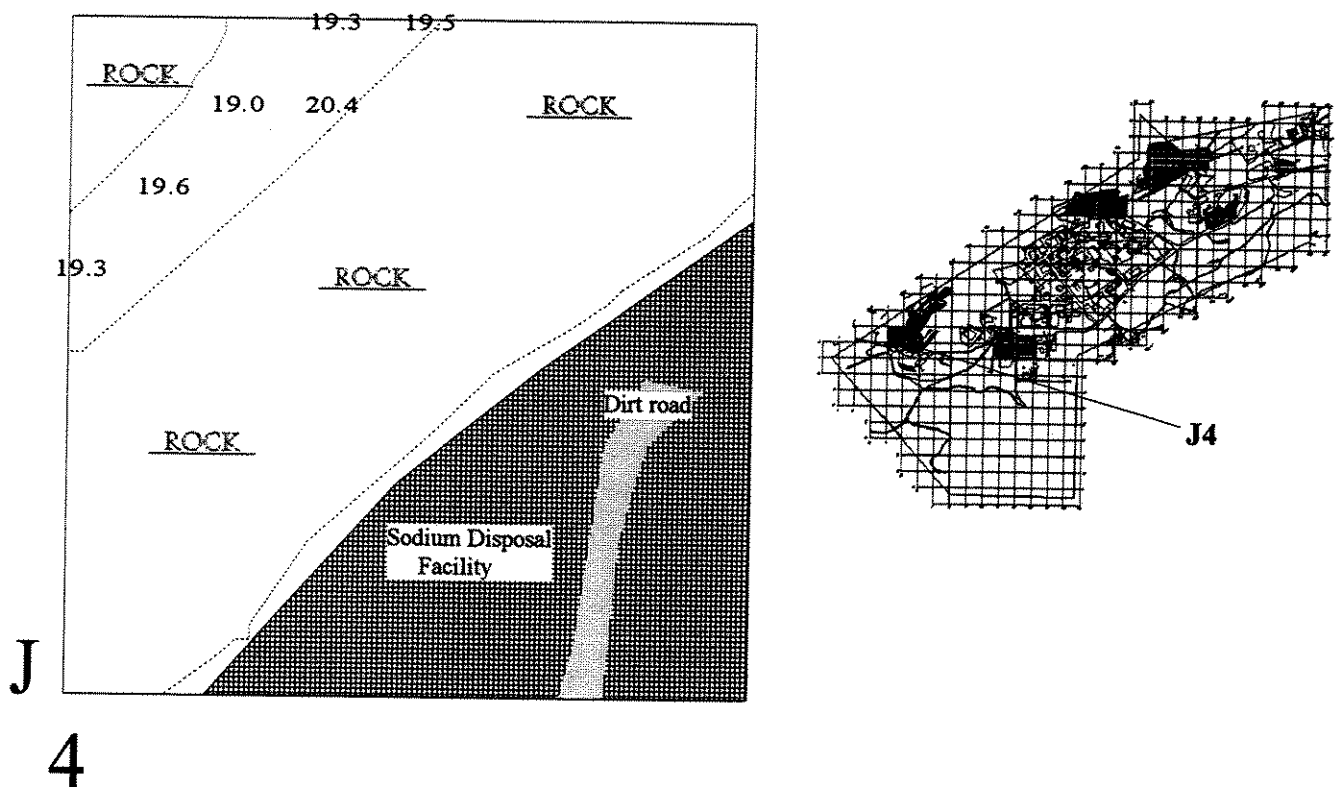 19.3 19.5
ROCK
19.0 20.4 ROCK
19.6
19.3 ROCK
Dirt road
J4
ROCK
Sodium Disposal
Facility
J
4